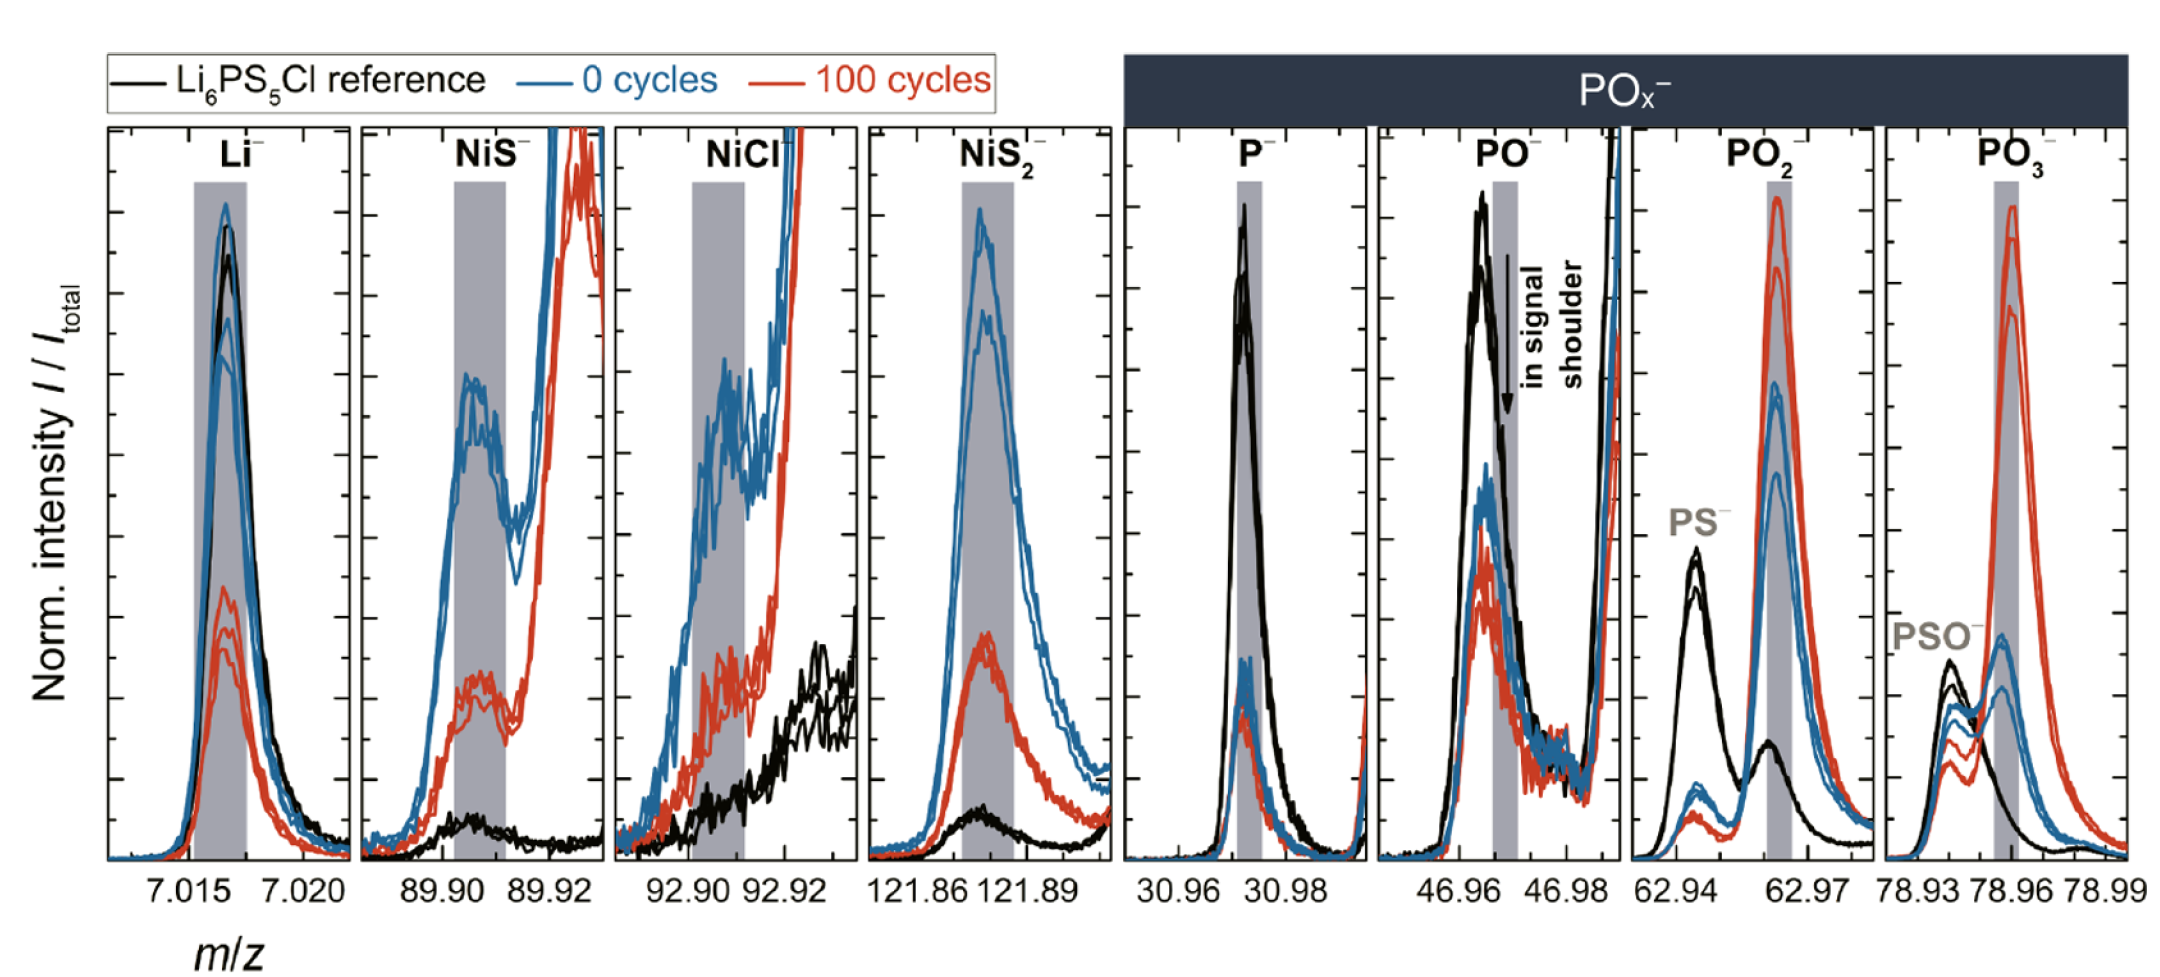 Li₆PS₅Cl reference 0 cycles 100 cycles
POₓ⁻
Li⁻ NiS⁻ NiCl⁻ NiS₂⁻ P⁻ PO⁻ PO₂⁻ PO₃⁻
in signal
shoulder
PS⁻
PSO⁻
Norm. intensity I / Itotal
7.015 7.020 89.90 89.92 92.90 92.92 121.86 121.89 30.96 30.98 46.96 46.98 62.94 62.97 78.93 78.96 78.99
m/z